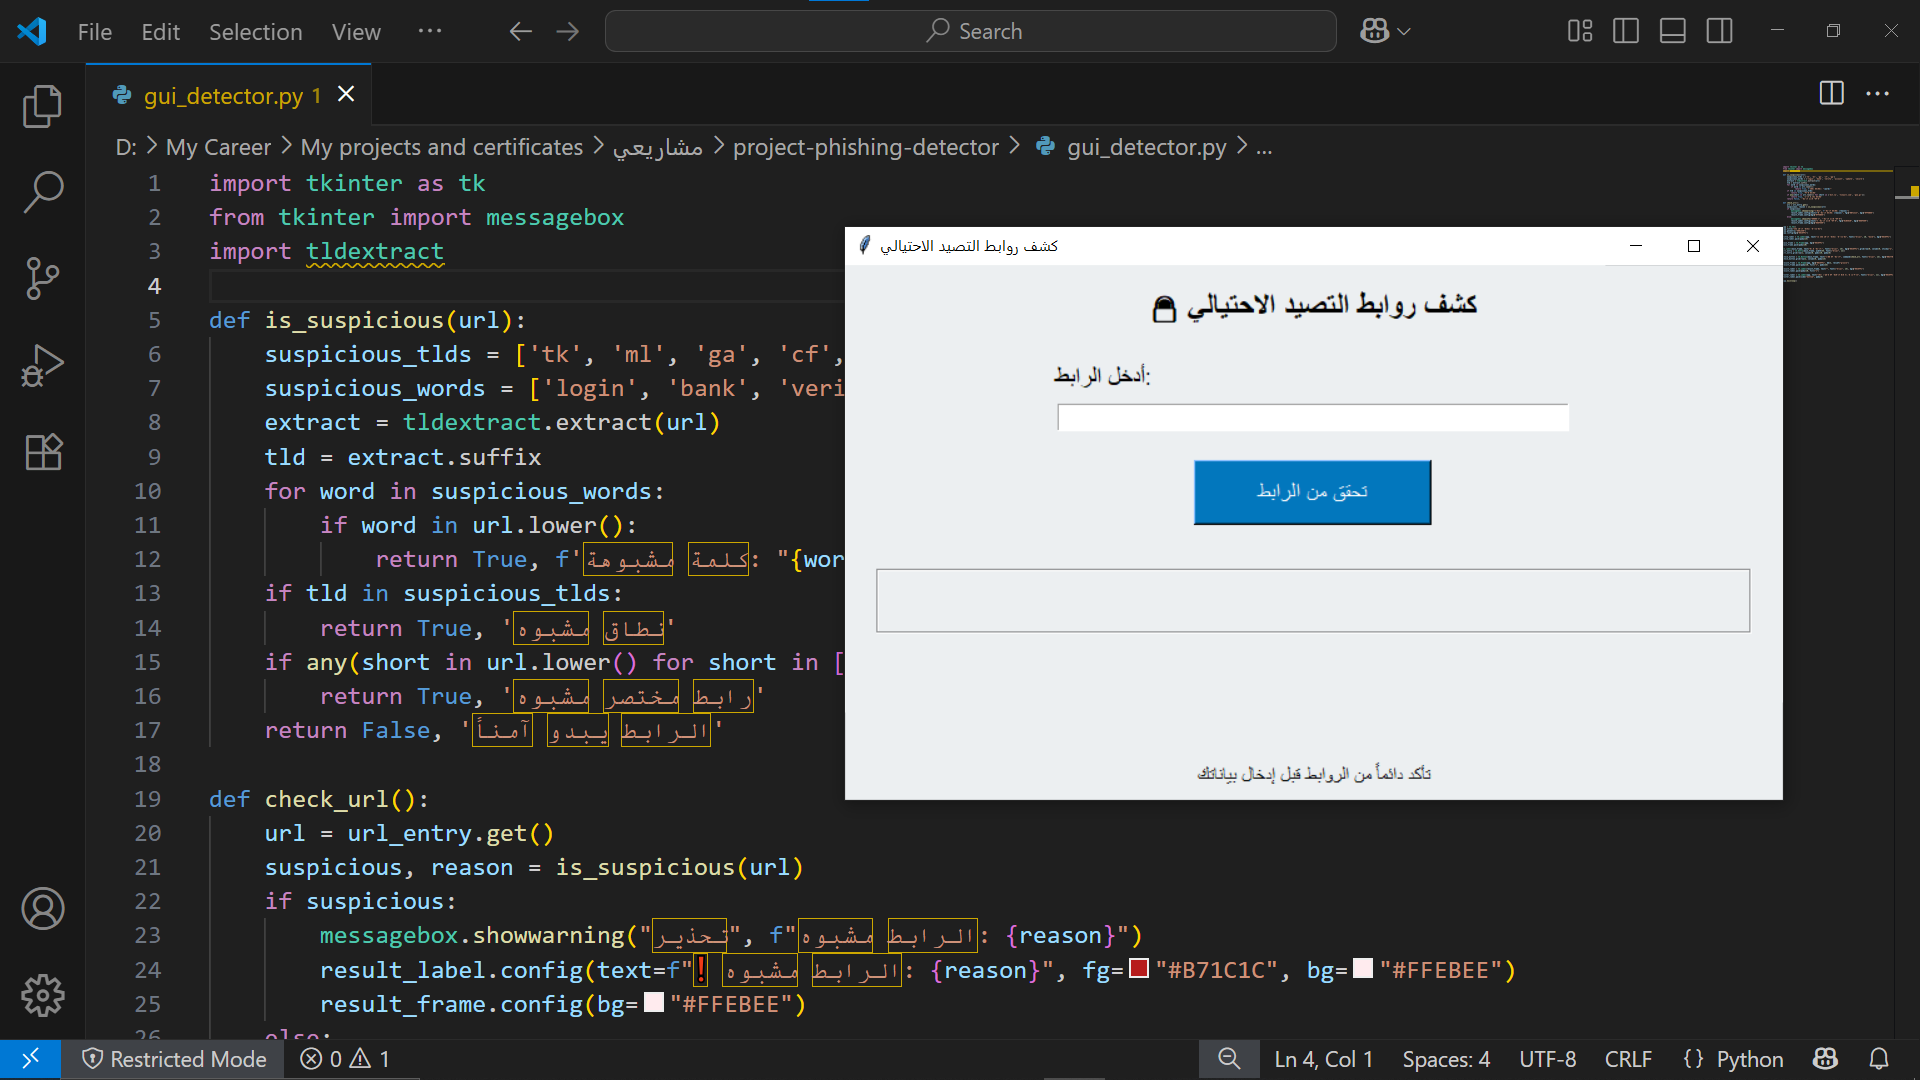 File Edit Selection View ··· Search
gui_detector.py 1
D: > My Career > My projects and certificates > مشاريعي > project-phishing-detector > gui_detector.py > ...
1 import tkinter as tk
2 from tkinter import messagebox
3 import tldextract
4
5 def is_suspicious(url):
6 suspicious_tlds = ['tk', 'ml', 'ga', 'cf',
7 suspicious_words = ['login', 'bank', 'veri
8 extract = tldextract.extract(url)
9 tld = extract.suffix
10 for word in suspicious_words:
11 if word in url.lower():
12 return True, f'كلمة مشبوهة: "{wor
13 if tld in suspicious_tlds:
14 return True, 'نطاق مشبوه'
15 if any(short in url.lower() for short in [
16 return True, 'رابط مختصر مشبوه'
17 return False, 'الرابط يبدو آمناً'
18
19 def check_url():
20 url = url_entry.get()
21 suspicious, reason = is_suspicious(url)
22 if suspicious:
23 messagebox.showwarning("تحذير", f"الرابط مشبوه: {reason}")
24 result_label.config(text=f"❗ الرابط مشبوه: {reason}", fg="#B71C1C", bg="#FFEBEE")
25 result_frame.config(bg="#FFEBEE")
26 else:
كشف روابط التصيد الاحتيالي
كشف روابط التصيد الاحتيالي
أدخل الرابط:
تحقق من الرابط
تأكد دائماً من الروابط قبل إدخال بياناتك
Restricted Mode 0 1 Ln 4, Col 1 Spaces: 4 UTF-8 CRLF {} Python